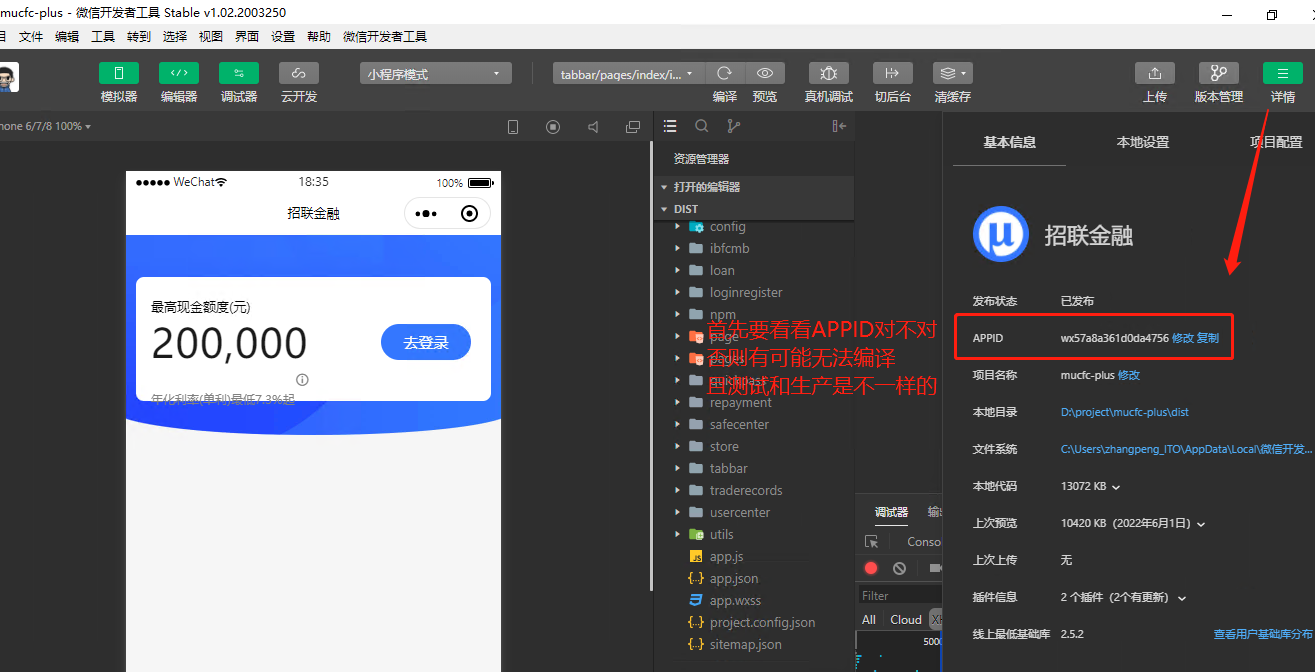 mucfc-plus - 微信开发者工具 Stable v1.02.2003250
目 文件 编辑 工具 转到 选择 视图 界面 设置 帮助 微信开发者工具
模拟器 编辑器 调试器 云开发
小程序模式
tabbar/pages/index/i...
编译 预览 真机调试 切后台 清缓存
上传 版本管理 详情
hone 6/7/8 100%
WeChat 18:35 100%
招联金融
最高现金额度(元)
200,000
去登录
年化利率(单利)最低7.3%起
资源管理器
打开的编辑器
DIST
config
ibfcmb
loan
loginregister
npm
page
pages
quickpass
repayment
safecenter
store
tabbar
traderecords
usercenter
utils
JS app.js
{..} app.json
app.wxss
{..} project.config.json
{..} sitemap.json
首先要看看APPID对不对
否则有可能无法编译
且测试和生产是不一样的
调试器 输
Conso
Filter
All Cloud XH
5000
基本信息 本地设置 项目配置
μ 招联金融
发布状态 已发布
APPID wx57a8a361d0da4756 修改 复制
项目名称 mucfc-plus 修改
本地目录 D:\project\mucfc-plus\dist
文件系统 C:\Users\zhangpeng_ITO\AppData\Local\微信开发...
本地代码 13072 KB
上次预览 10420 KB（2022年6月1日）
上次上传 无
插件信息 2 个插件（2个有更新）
线上最低基础库 2.5.2 查看用户基础库分布